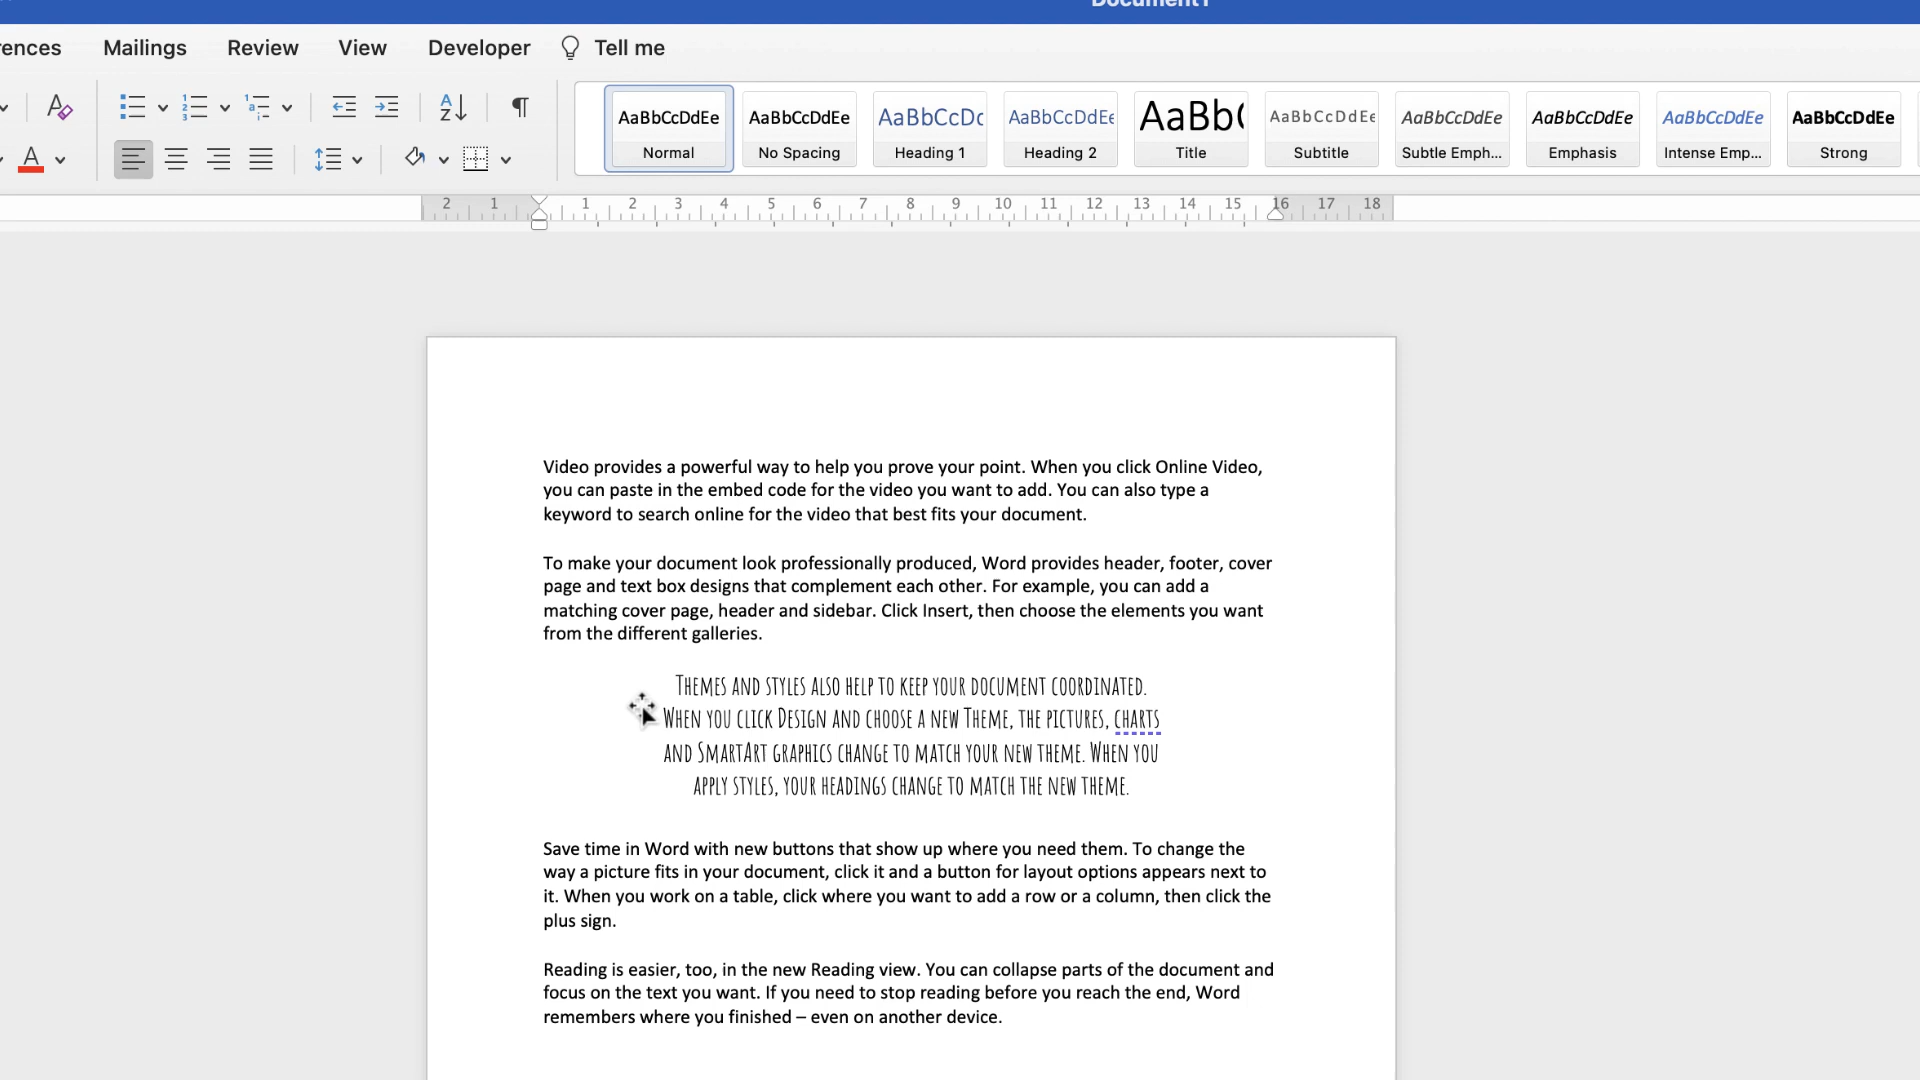 Document1
ences
Mailings
Review
View
Developer
Tell me
AaBbCcDdEe
AaBbCcDdEe
AaBbCcDc
AaBbCcDdEe
AaBb(
AaBbCcDdEe
AaBbCcDdEe
AaBbCcDdEe
AaBbCcDdEe
AaBbCcDdEe
Normal
No Spacing
Heading 1
Heading 2
Title
Subtitle
Subtle Emph...
Emphasis
Intense Emp...
Strong
2 1 1 2 3 4 5 6 7 8 9 10 11 12 13 14 15 16 17 18
Video provides a powerful way to help you prove your point. When you click Online Video,
you can paste in the embed code for the video you want to add. You can also type a
keyword to search online for the video that best fits your document.
To make your document look professionally produced, Word provides header, footer, cover
page and text box designs that complement each other. For example, you can add a
matching cover page, header and sidebar. Click Insert, then choose the elements you want
from the different galleries.
Themes and styles also help to keep your document coordinated.
When you click Design and choose a new Theme, the pictures, charts
and SmartArt graphics change to match your new theme. When you
apply styles, your headings change to match the new theme.
Save time in Word with new buttons that show up where you need them. To change the
way a picture fits in your document, click it and a button for layout options appears next to
it. When you work on a table, click where you want to add a row or a column, then click the
plus sign.
Reading is easier, too, in the new Reading view. You can collapse parts of the document and
focus on the text you want. If you need to stop reading before you reach the end, Word
remembers where you finished – even on another device.